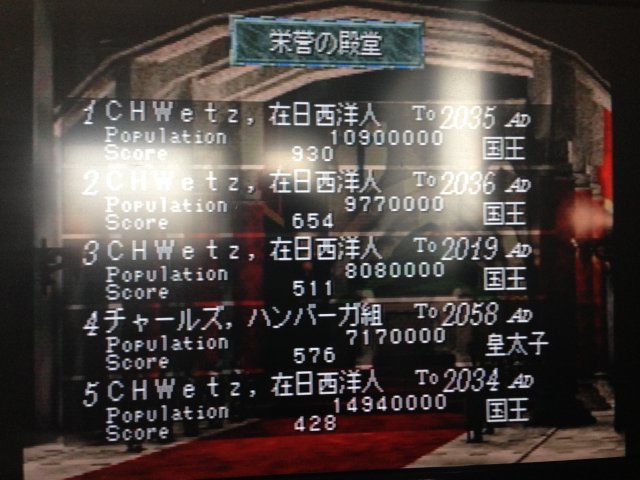 栄誉の殿堂
1 CHWetz, 在日西洋人 To 2035 AD
Population 10900000
Score 930 国王
2 CHWetz, 在日西洋人 To 2036 AD
Population 9770000
Score 654 国王
3 CHWetz, 在日西洋人 To 2019 AD
Population 8080000
Score 511 国王
4 チャールズ, ハンバーガ組 To 2058 AD
Population 7170000
Score 576 皇太子
5 CHWetz, 在日西洋人 To 2034 AD
Population 14940000
Score 428 国王